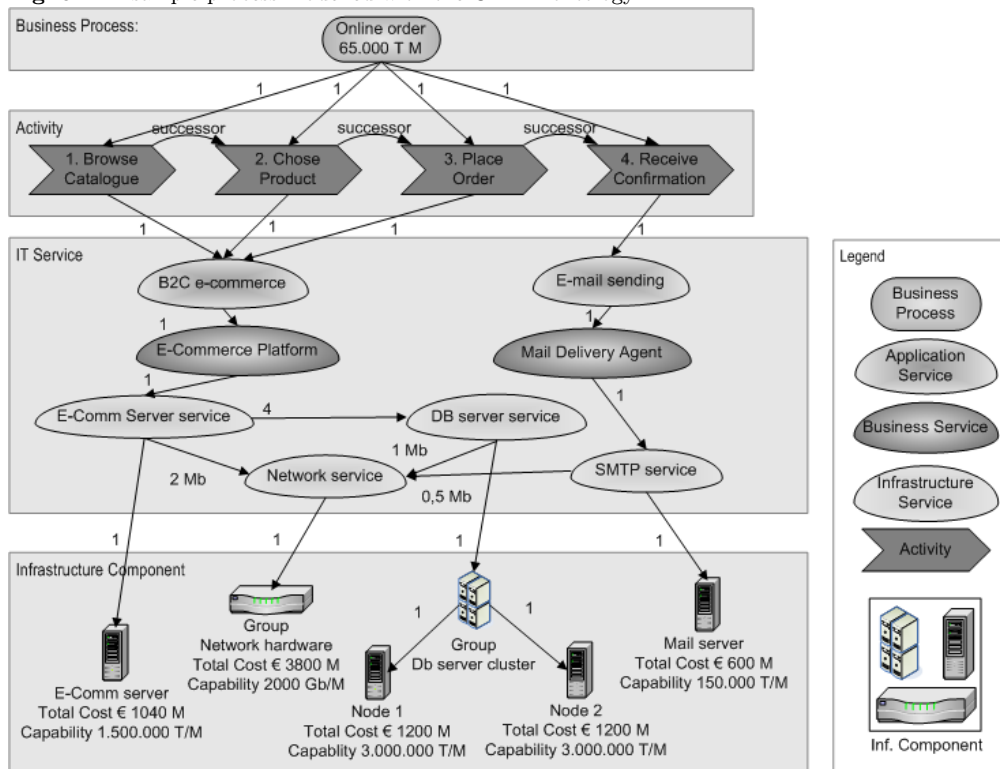 Business Process:
Online order
65.000 T M
1
1
1
1
Activity
successor
successor
successor
1. Browse
Catalogue
2. Chose
Product
3. Place
Order
4. Receive
Confirmation
1
1
1
1
IT Service
B2C e-commerce
E-mail sending
1
1
E-Commerce Platform
Mail Delivery Agent
1
1
E-Comm Server service
4
DB server service
2 Mb
Network service
1 Mb
0,5 Mb
SMTP service
1
1
1
1
Infrastructure Component
Group
Network hardware
Total Cost € 3800 M
Capability 2000 Gb/M
1
1
Group
Db server cluster
Mail server
Total Cost € 600 M
Capability 150.000 T/M
E-Comm server
Total Cost € 1040 M
Capability 1.500.000 T/M
Node 1
Total Cost € 1200 M
Capablity 3.000.000 T/M
Node 2
Total Cost € 1200 M
Capablity 3.000.000 T/M
Legend
Business
Process
Application
Service
Business Service
Infrastructure
Service
Activity
Inf. Component